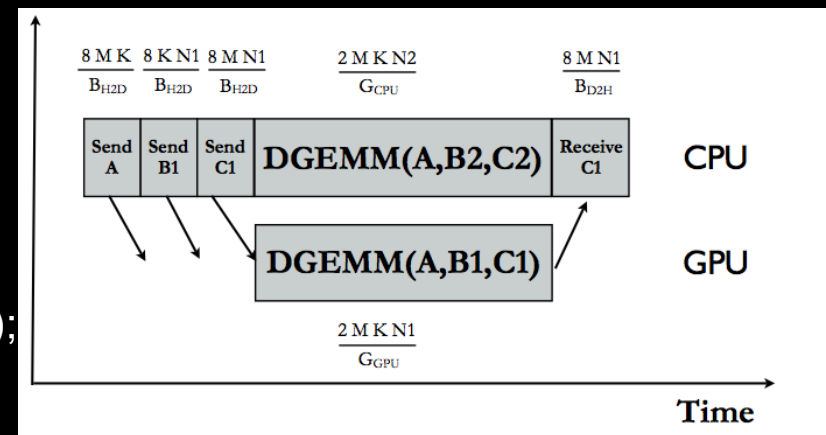 8 M K 8 K N1 8 M N1 2 M K N2 8 M N1
B_H2D B_H2D B_H2D G_CPU B_D2H
Send A
Send B1
Send C1
DGEMM(A,B2,C2)
Receive C1
CPU
DGEMM(A,B1,C1)
GPU
);
2 M K N1
G_GPU
Time